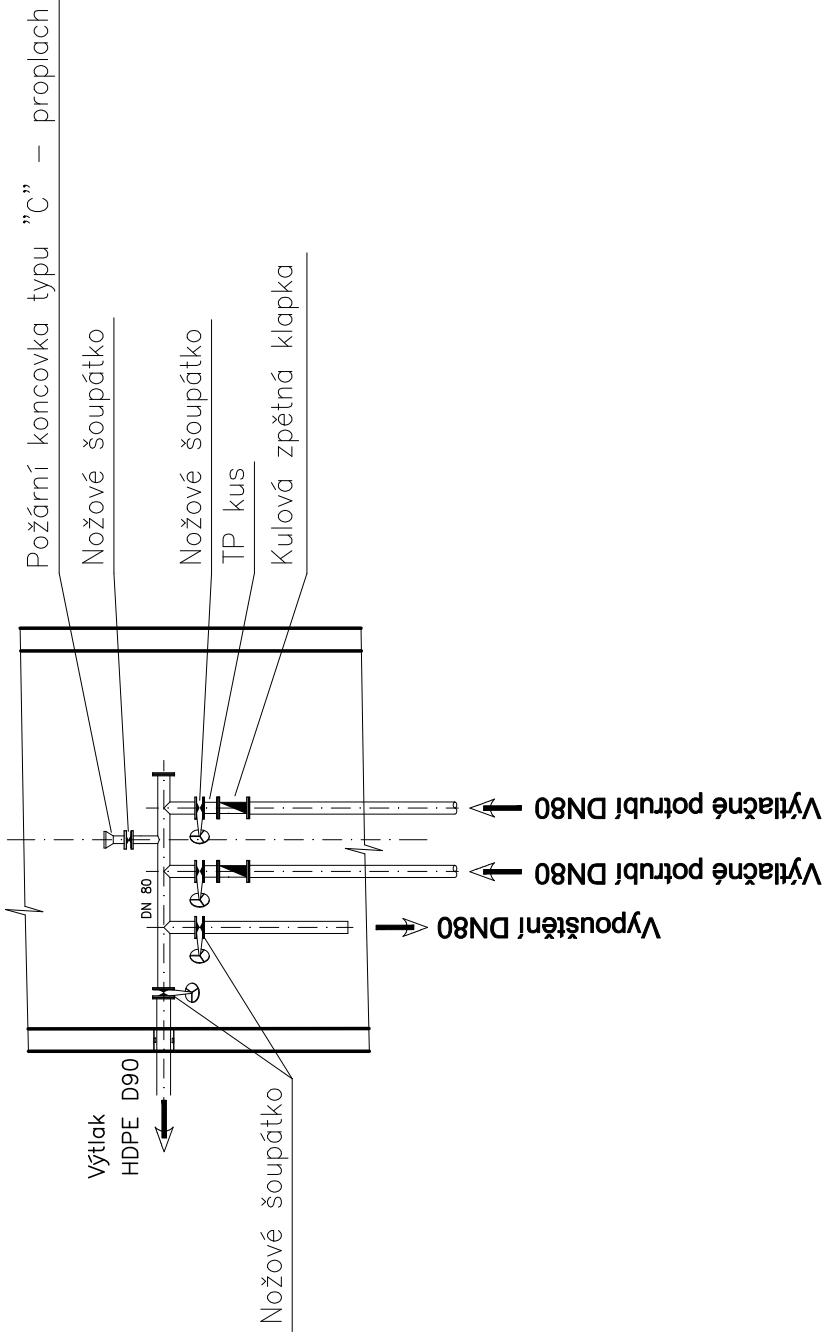 Požární koncovka typu "C" – proplach
Nožové šoupátko
Nožové šoupátko
TP kus
Kulová zpětná klapka
DN 80
Výtlačné potrubí DN80
Výtlačné potrubí DN80
Vypouštění DN80
Výtlak
HDPE D90
Nožové šoupátko